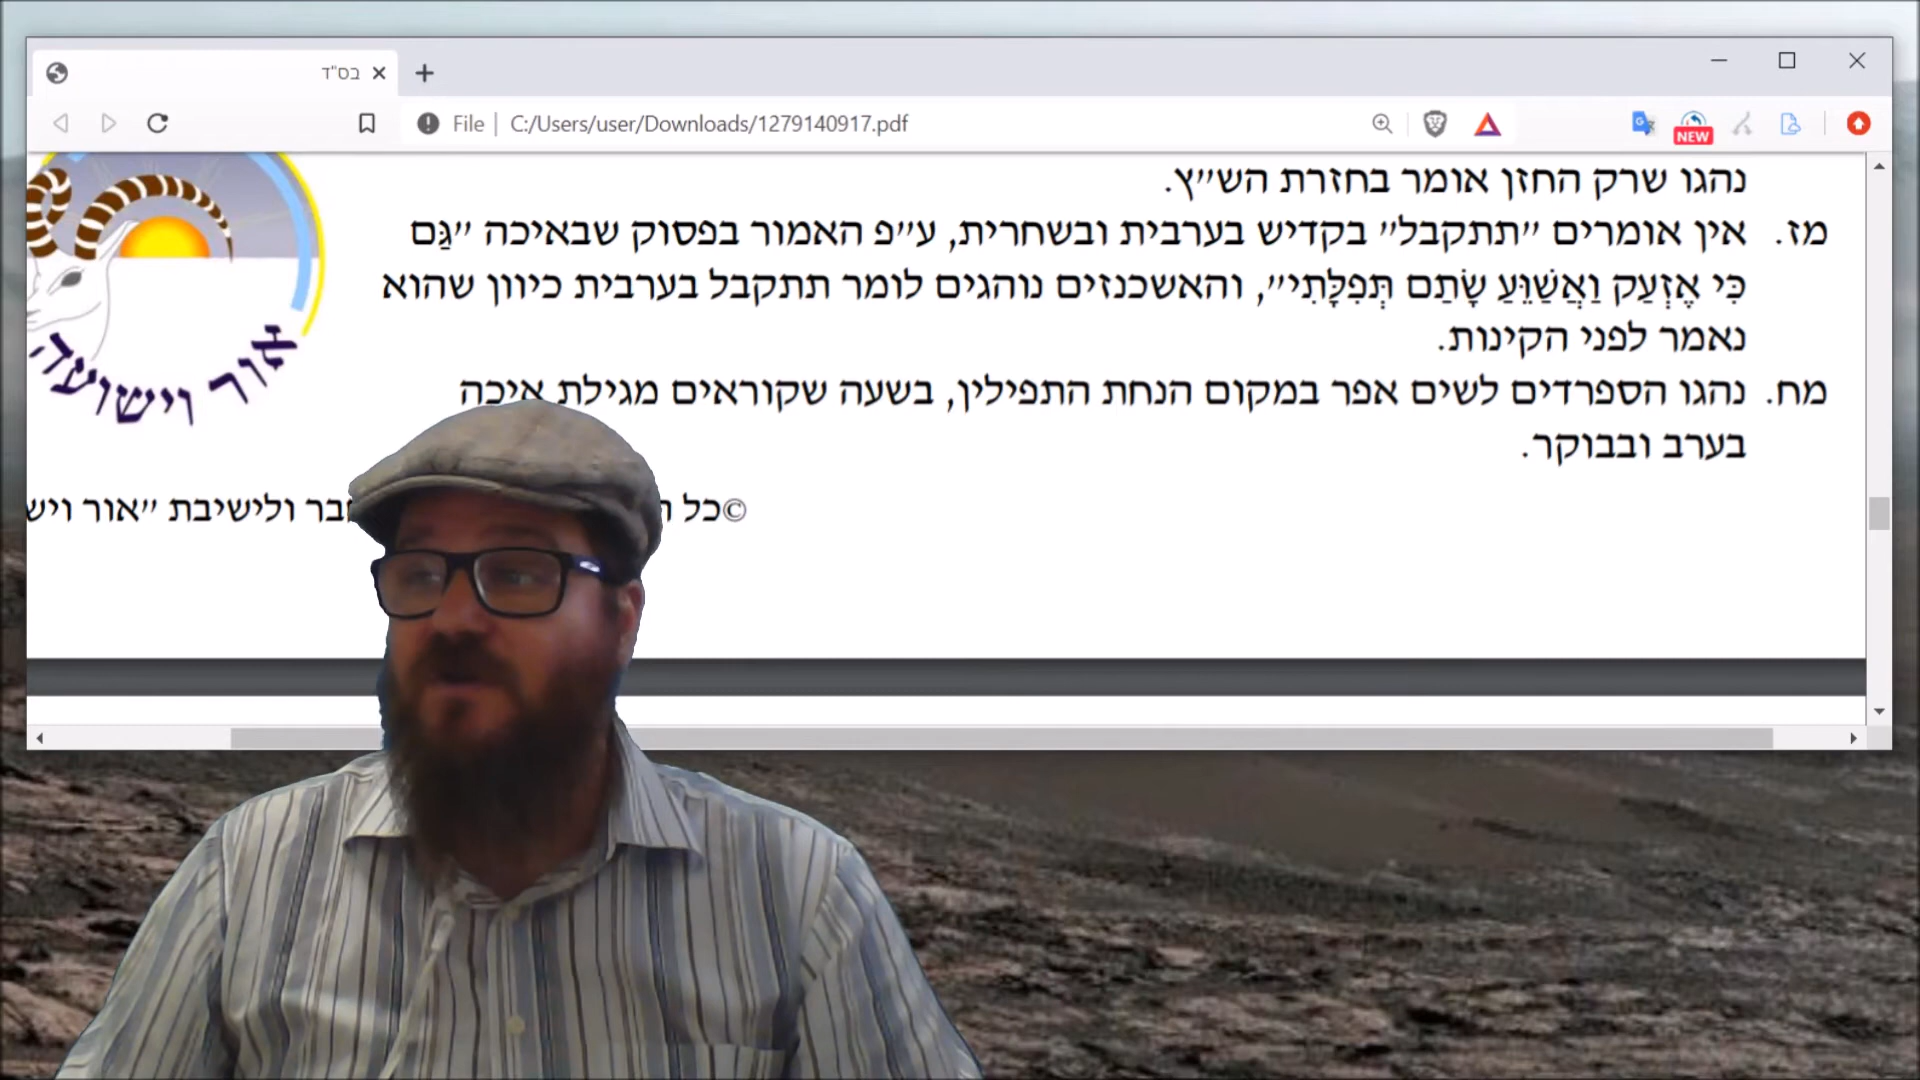 בס"ד
File
C:/Users/user/Downloads/1279140917.pdf
NEW
נהגו שרק החזן אומר בחזרת הש״ץ.
מז. אין אומרים ״תתקבל״ בקדיש בערבית ובשחרית, ע״פ האמור בפסוק שבאיכה ״גַּם
כִּי אֶזְעַק וַאֲשַׁוֵּעַ שָׂתַם תְּפִלָּתִי״, והאשכנזים נוהגים לומר תתקבל בערבית כיוון שהוא
נאמר לפני הקינות.
מח. נהגו הספרדים לשים אפר במקום הנחת התפילין, בשעה שקוראים מגילת איכה
בערב ובבוקר.
©כל ולישיבת ״אור
אור וישועה